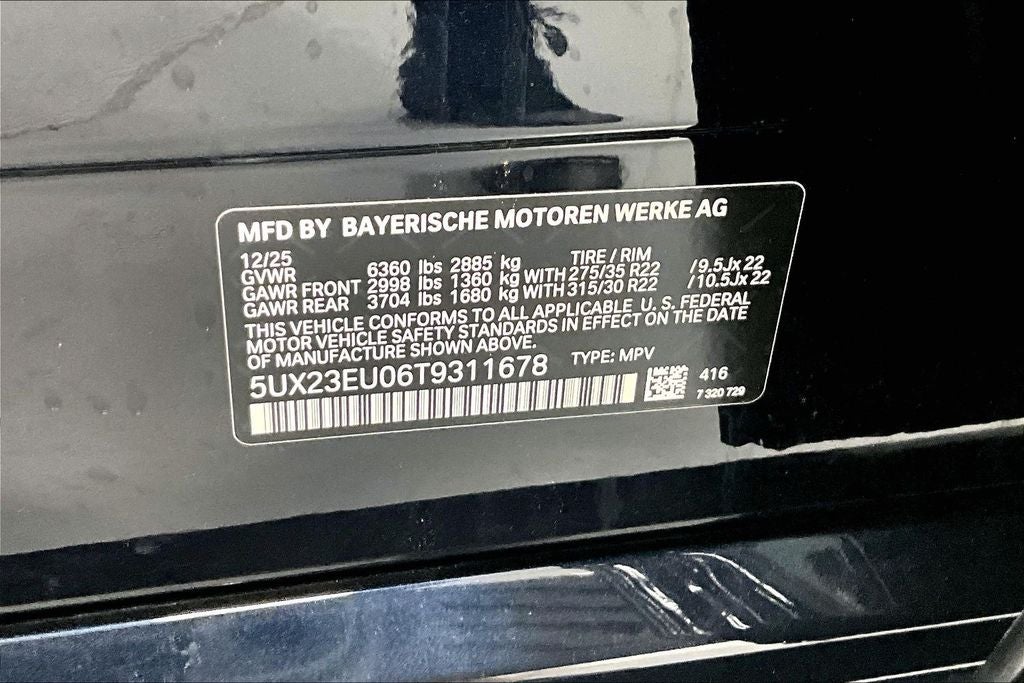 MFD BY BAYERISCHE MOTOREN WERKE AG
12/25 TIRE / RIM
GVWR 6360 lbs 2885 kg
GAWR FRONT 2998 lbs 1360 kg WITH 275/35 R22 /9.5Jx 22
GAWR REAR 3704 lbs 1680 kg WITH 315/30 R22 /10.5Jx 22
THIS VEHICLE CONFORMS TO ALL APPLICABLE U. S. FEDERAL
MOTOR VEHICLE SAFETY STANDARDS IN EFFECT ON THE DATE
OF MANUFACTURE SHOWN ABOVE.
5UX23EU06T9311678 TYPE: MPV
416
7 320 729